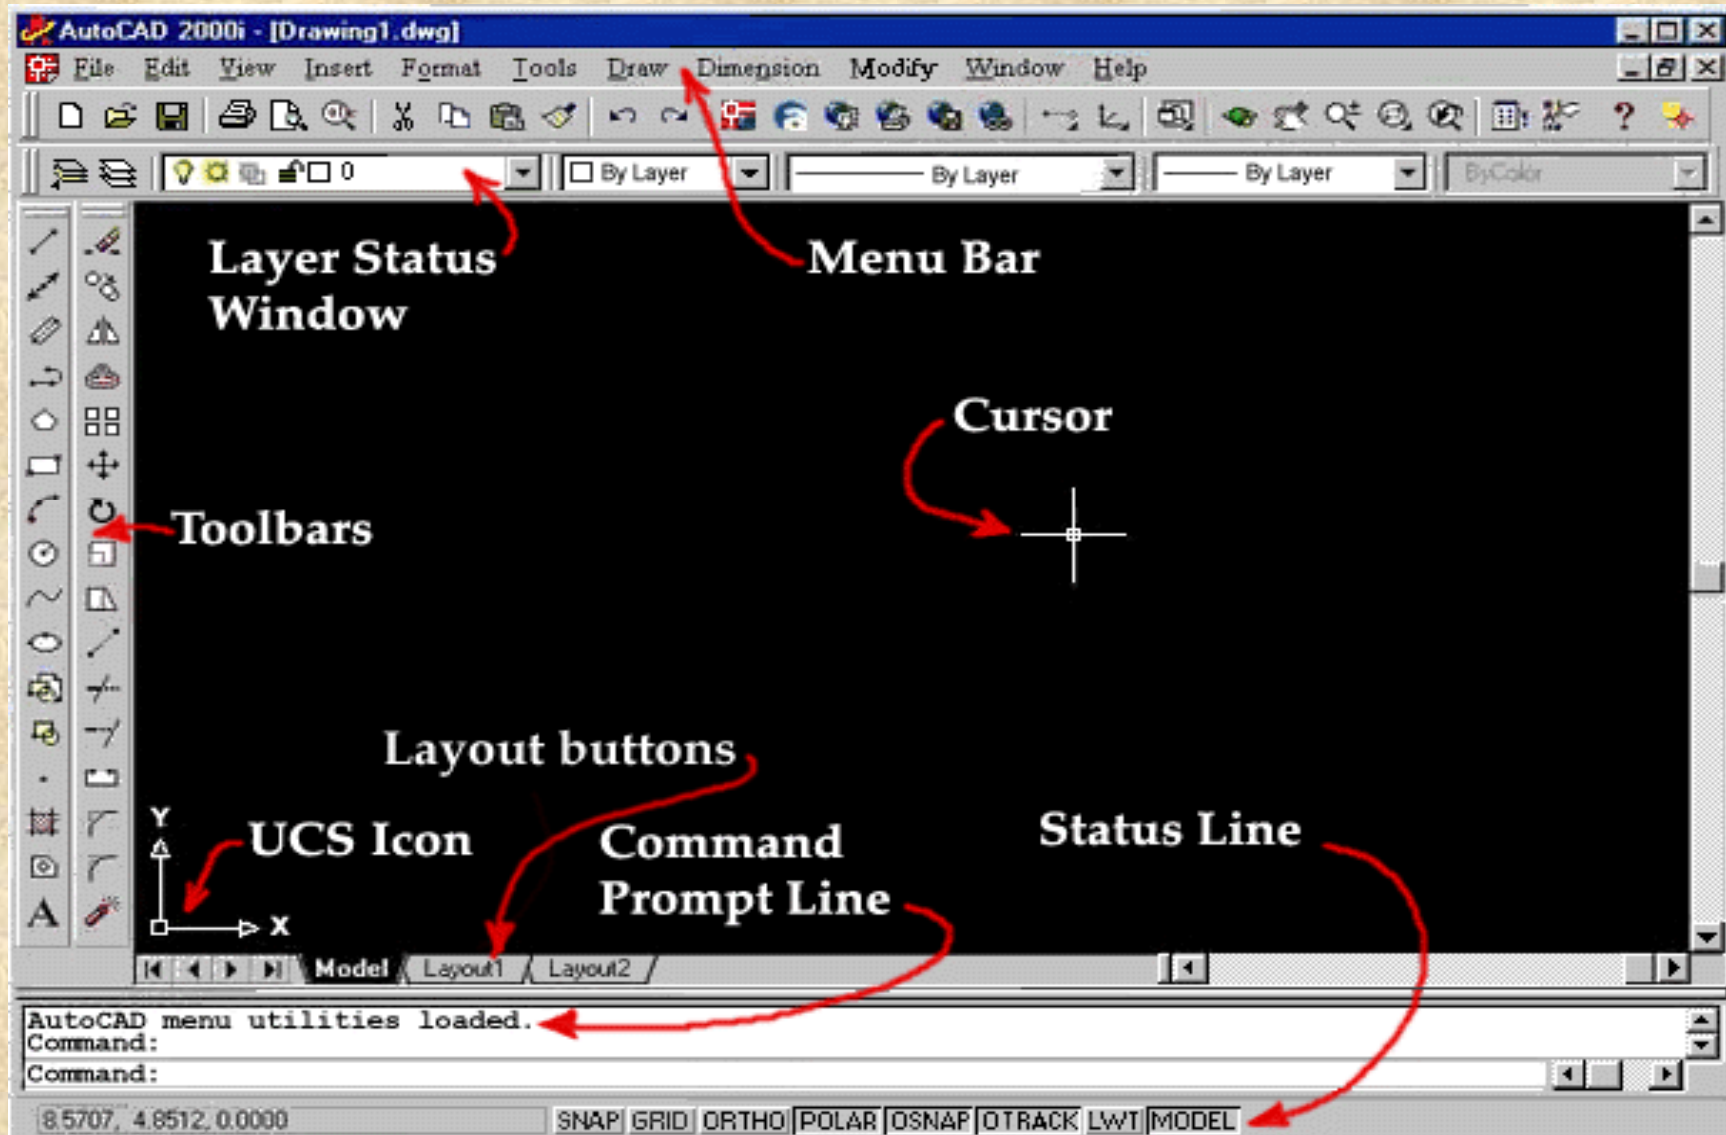 AutoCAD 2000i - [Drawing1.dwg]
File Edit View Insert Format Tools Draw Dimension Modify Window Help
0 By Layer By Layer By Layer ByColor
Layer Status
Window
Menu Bar
Cursor
Toolbars
Layout buttons
UCS Icon
Command
Prompt Line
Status Line
Y
X
A
Model Layout1 Layout2
AutoCAD menu utilities loaded.
Command:
Command:
8.5707, 4.8512, 0.0000 SNAP GRID ORTHO POLAR OSNAP OTRACK LWT MODEL